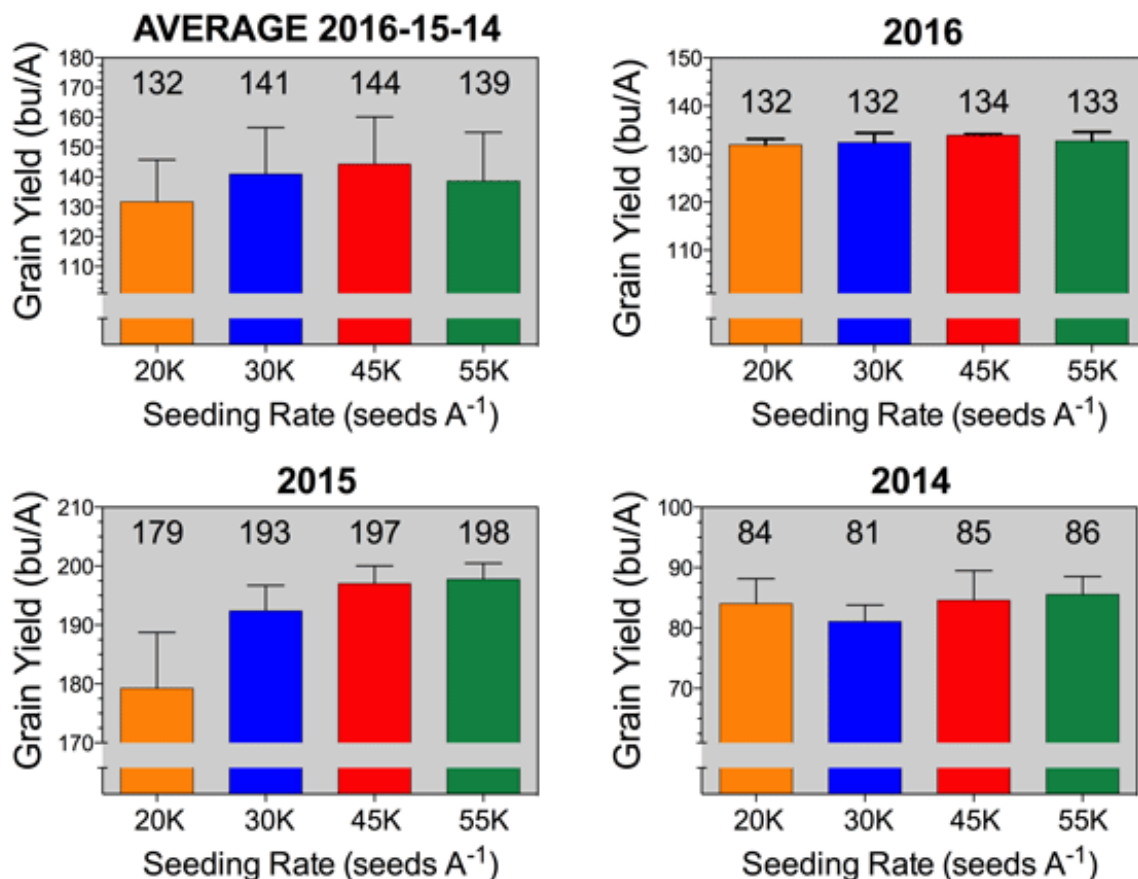 AVERAGE 2016-15-14
Grain Yield (bu/A)
180
170
160
150
140
130
120
110
132 141 144 139
20K 30K 45K 55K
Seeding Rate (seeds A⁻¹)
2016
Grain Yield (bu/A)
150
140
130
120
110
132 132 134 133
20K 30K 45K 55K
Seeding Rate (seeds A⁻¹)
2015
Grain Yield (bu/A)
210
200
190
180
170
179 193 197 198
20K 30K 45K 55K
Seeding Rate (seeds A⁻¹)
2014
Grain Yield (bu/A)
100
90
80
70
84 81 85 86
20K 30K 45K 55K
Seeding Rate (seeds A⁻¹)